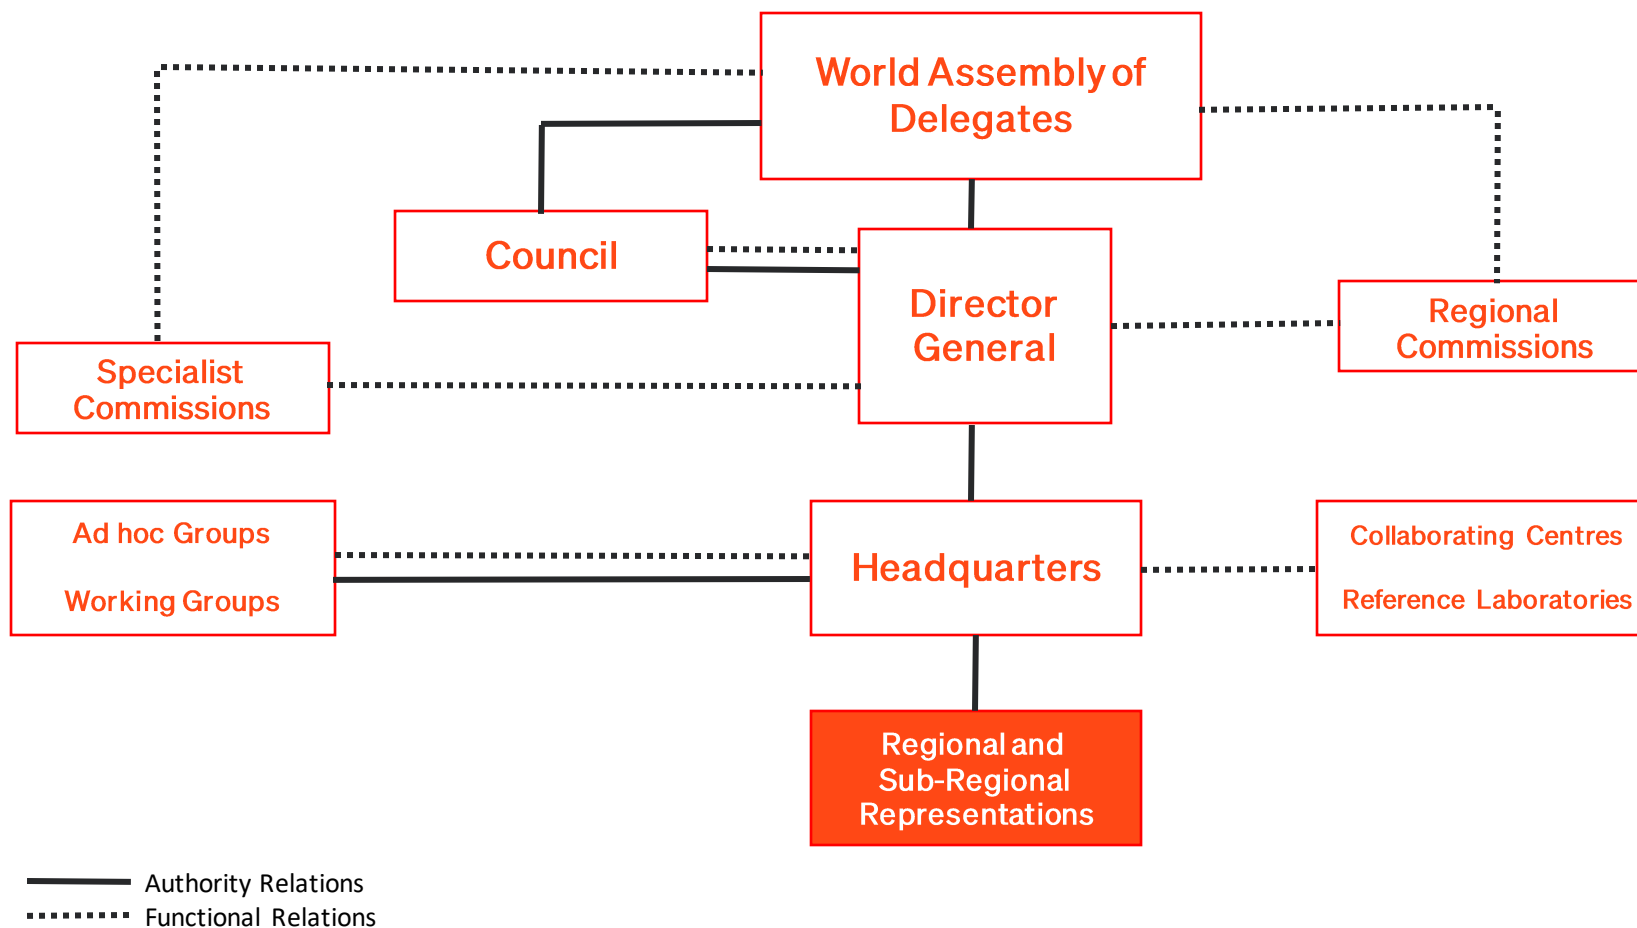 World Assembly of
Delegates
Council
Director
General
Regional
Commissions
Specialist
Commissions
Ad hoc Groups
Working Groups
Headquarters
Collaborating Centres
Reference Laboratories
Regional and
Sub-Regional
Representations
Authority Relations
Functional Relations